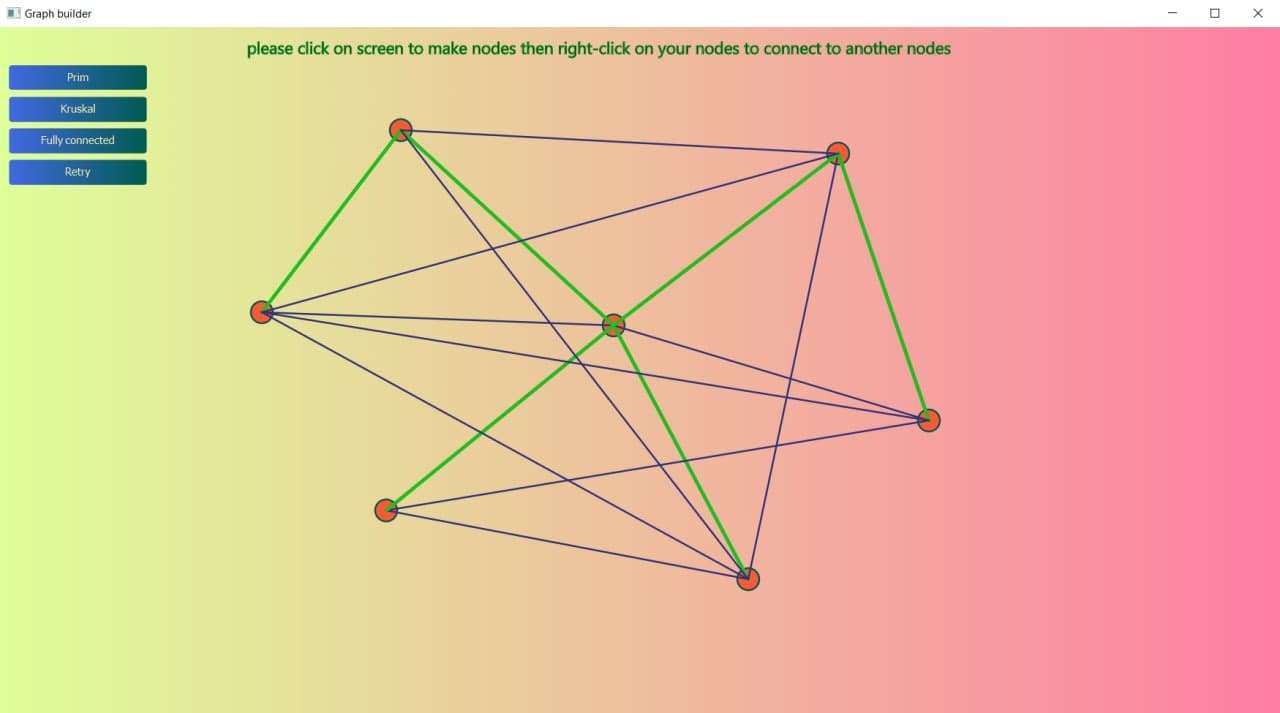 Graph builder
please click on screen to make nodes then right-click on your nodes to connect to another nodes
Prim
Kruskal
Fully connected
Retry